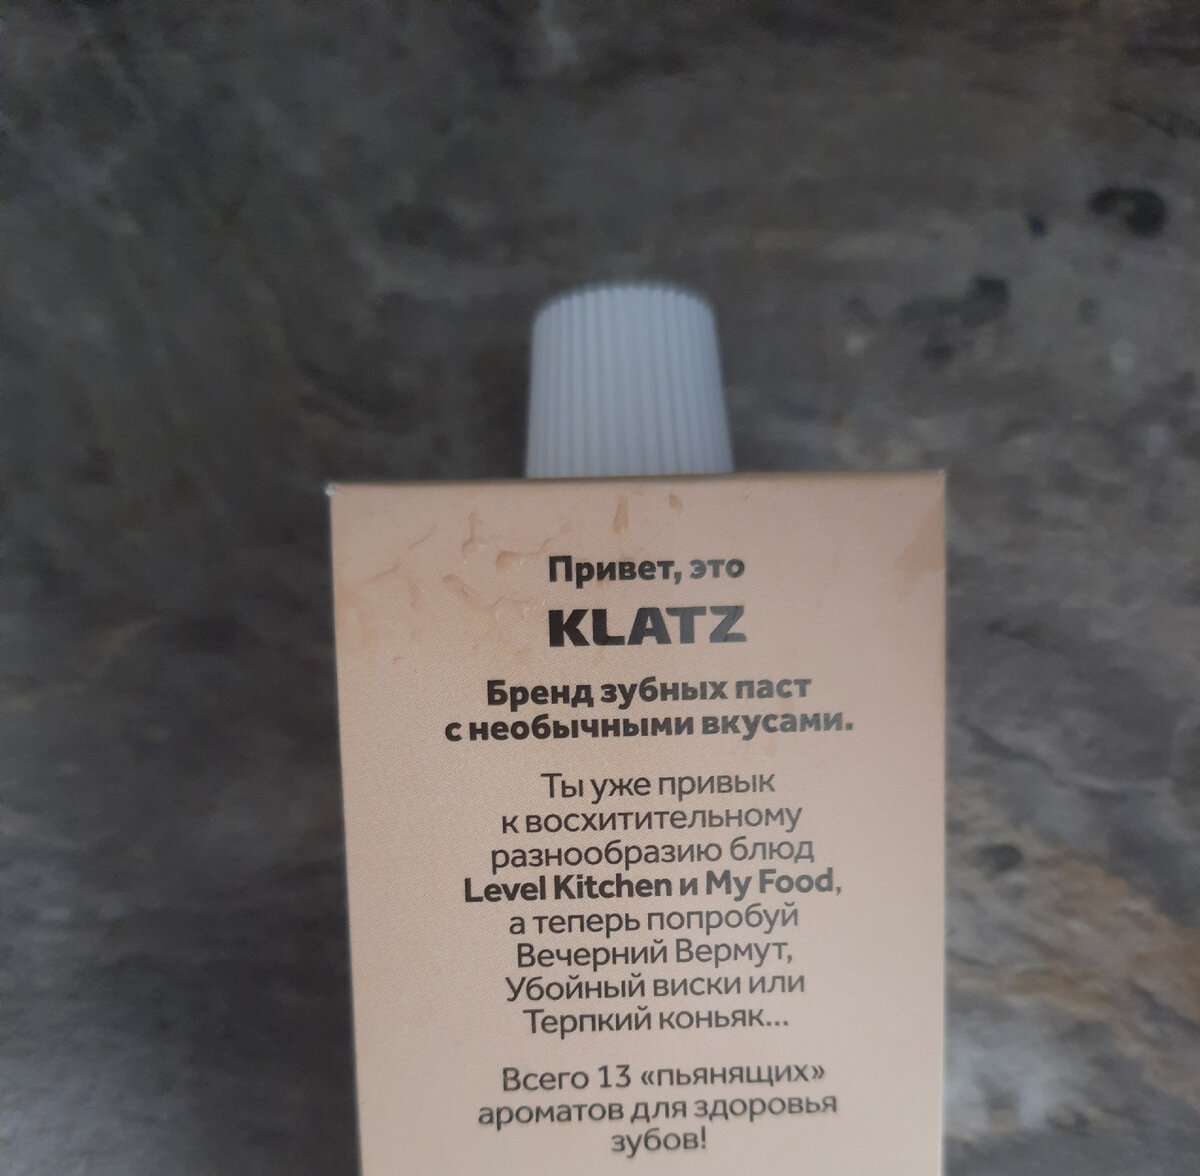 Привет, это
KLATZ
Бренд зубных паст
с необычными вкусами.
Ты уже привык
к восхитительному
разнообразию блюд
Level Kitchen и My Food,
а теперь попробуй
Вечерний Вермут,
Убойный виски или
Терпкий коньяк...
Всего 13 «пьянящих»
ароматов для здоровья
зубов!